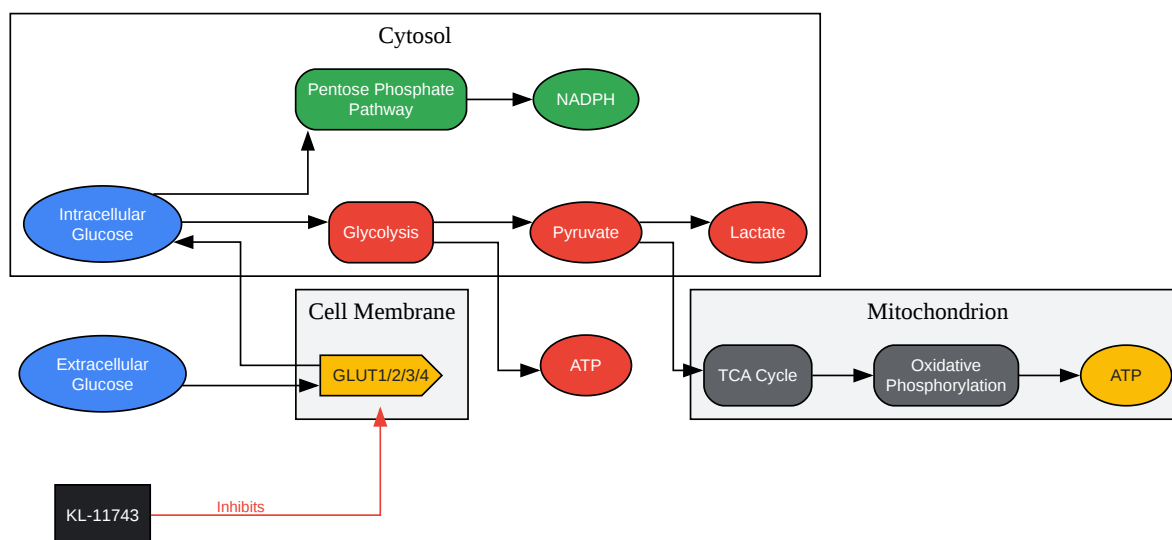 Cytosol
Pentose Phosphate
Pathway
NADPH
Intracellular
Glucose
Glycolysis
Pyruvate
Lactate
Cell Membrane
Mitochondrion
Extracellular
Glucose
GLUT1/2/3/4
ATP
TCA Cycle
Oxidative
Phosphorylation
ATP
KL-11743
Inhibits